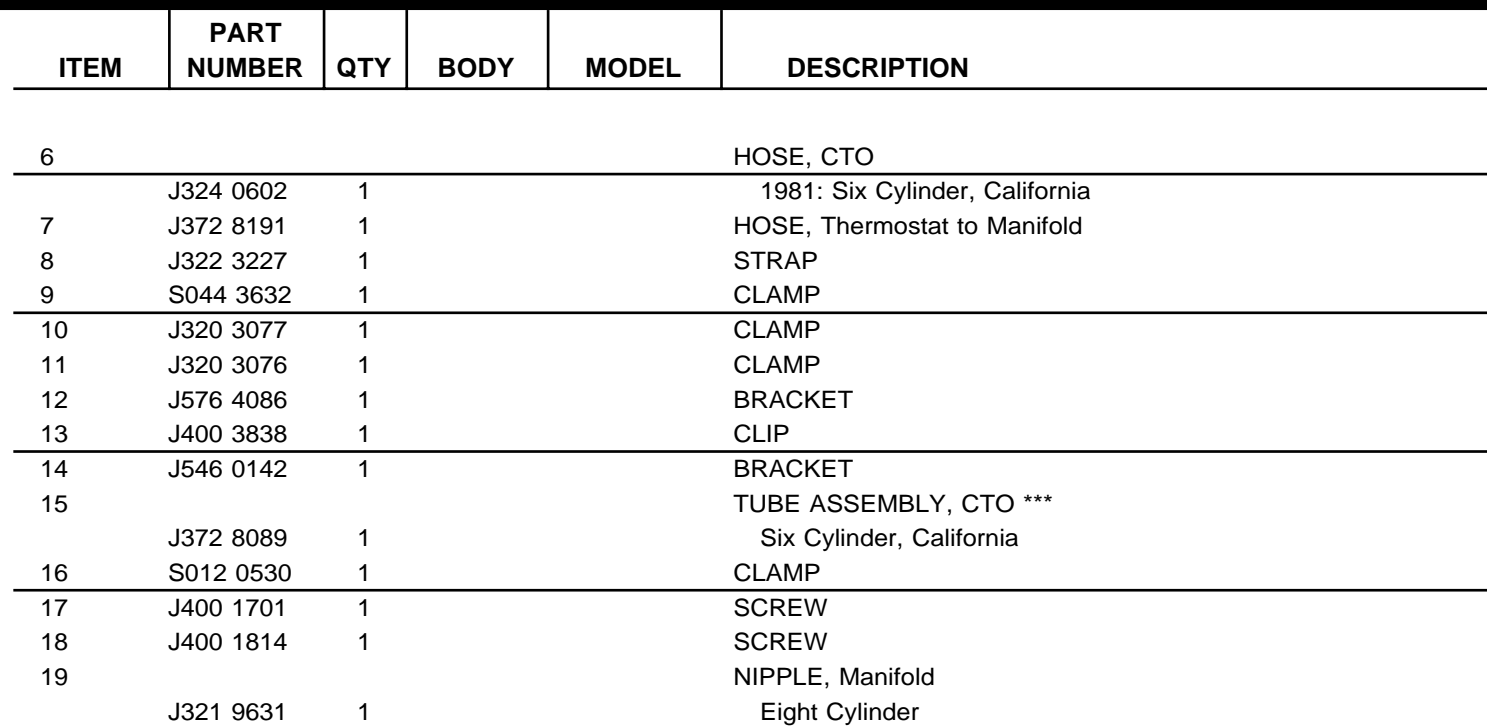 PART
ITEM NUMBER QTY BODY MODEL DESCRIPTION
6 HOSE, CTO
J324 0602 1 1981: Six Cylinder, California
7 J372 8191 1 HOSE, Thermostat to Manifold
8 J322 3227 1 STRAP
9 S044 3632 1 CLAMP
10 J320 3077 1 CLAMP
11 J320 3076 1 CLAMP
12 J576 4086 1 BRACKET
13 J400 3838 1 CLIP
14 J546 0142 1 BRACKET
15 TUBE ASSEMBLY, CTO ***
J372 8089 1 Six Cylinder, California
16 S012 0530 1 CLAMP
17 J400 1701 1 SCREW
18 J400 1814 1 SCREW
19 NIPPLE, Manifold
J321 9631 1 Eight Cylinder